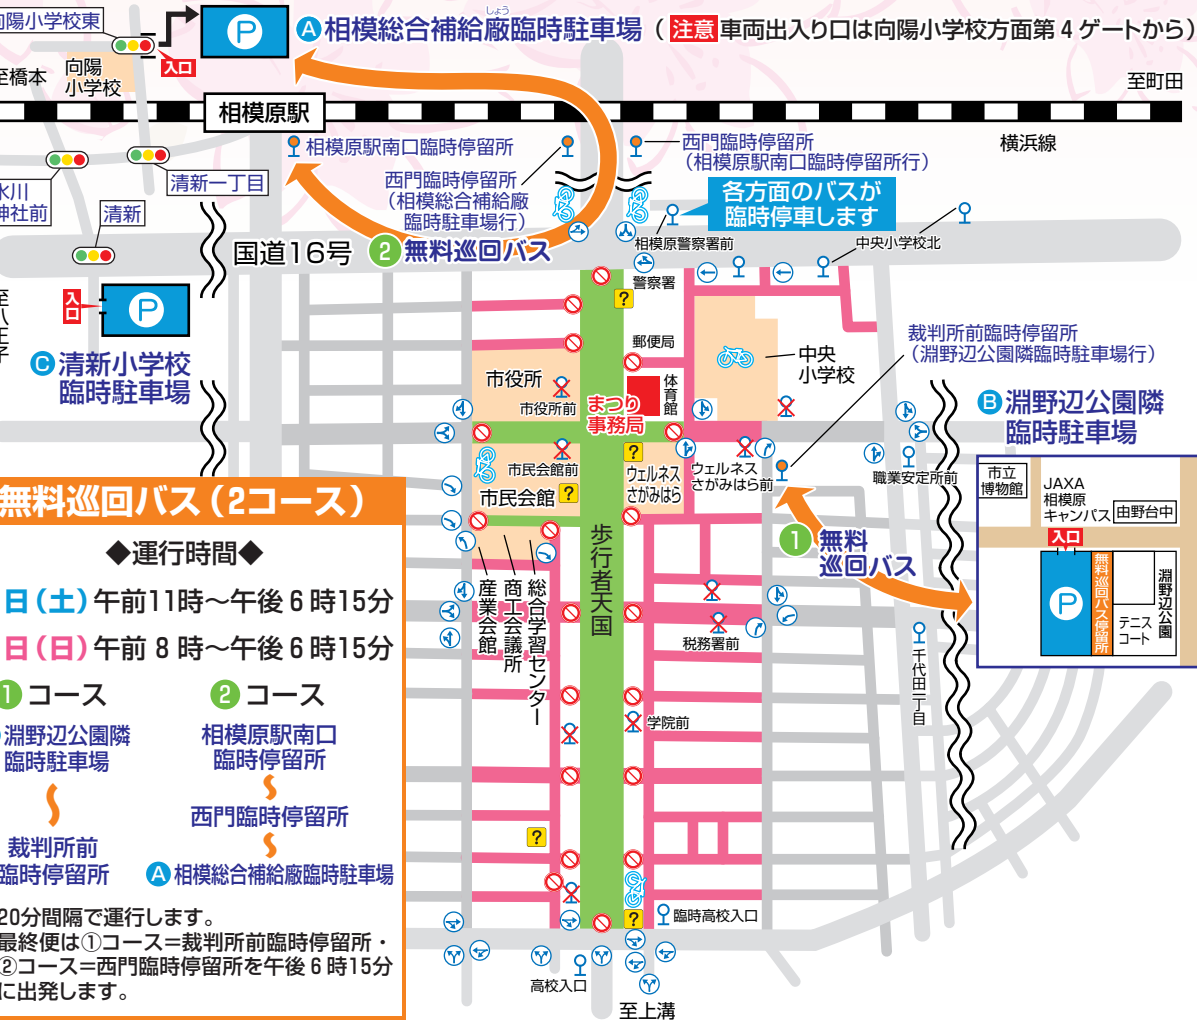 向陽小学校東
入口
P
しょう
A 相模総合補給廠臨時駐車場（注意 車両出入り口は向陽小学校方面第4ゲートから）
至橋本
向陽
小学校
至町田
相模原駅
横浜線
相模原駅南口臨時停留所
西門臨時停留所
（相模総合補給廠
臨時駐車場行）
西門臨時停留所
（相模原駅南口臨時停留所行）
各方面のバスが
臨時停車します
氷川
神社前
清新一丁目
清新
国道16号
2 無料巡回バス
相模原警察署前
中央小学校北
警察署
至八王子
入口
P
C 清新小学校
臨時駐車場
郵便局
体育館
中央
小学校
裁判所前臨時停留所
（淵野辺公園隣臨時駐車場行）
市役所
市役所前
まつり
事務局
B 淵野辺公園隣
臨時駐車場
市民会館前
市民会館
?
?
?
ウェルネス
さがみはら
ウェルネス
さがみはら前
職業安定所前
市立
博物館
JAXA
相模原
キャンパス
由野台中
入口
P
無料巡回バス停留所
テニス
コート
淵野辺公園
1 無料
巡回バス
歩行者天国
産業会館
商工会議所
総合学習センター
税務署前
千代田二丁目
学院前
?
?
臨時高校入口
高校入口
至上溝
無料巡回バス（2コース）
◆運行時間◆
日（土）午前11時～午後6時15分
日（日）午前8時～午後6時15分
1 コース
淵野辺公園隣
臨時駐車場
裁判所前
臨時停留所
2 コース
相模原駅南口
臨時停留所
西門臨時停留所
A 相模総合補給廠臨時駐車場
20分間隔で運行します。
最終便は①コース＝裁判所前臨時停留所・
②コース＝西門臨時停留所を午後6時15分
に出発します。